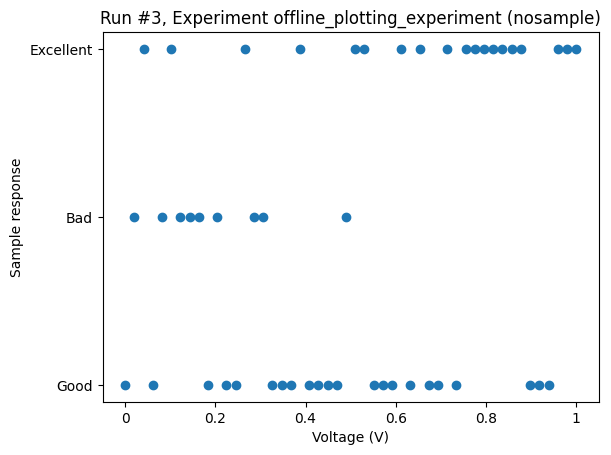 Run #3, Experiment offline_plotting_experiment (nosample)
Excellent
Bad
Good
Sample response
0
0.2
0.4
0.6
0.8
1
Voltage (V)